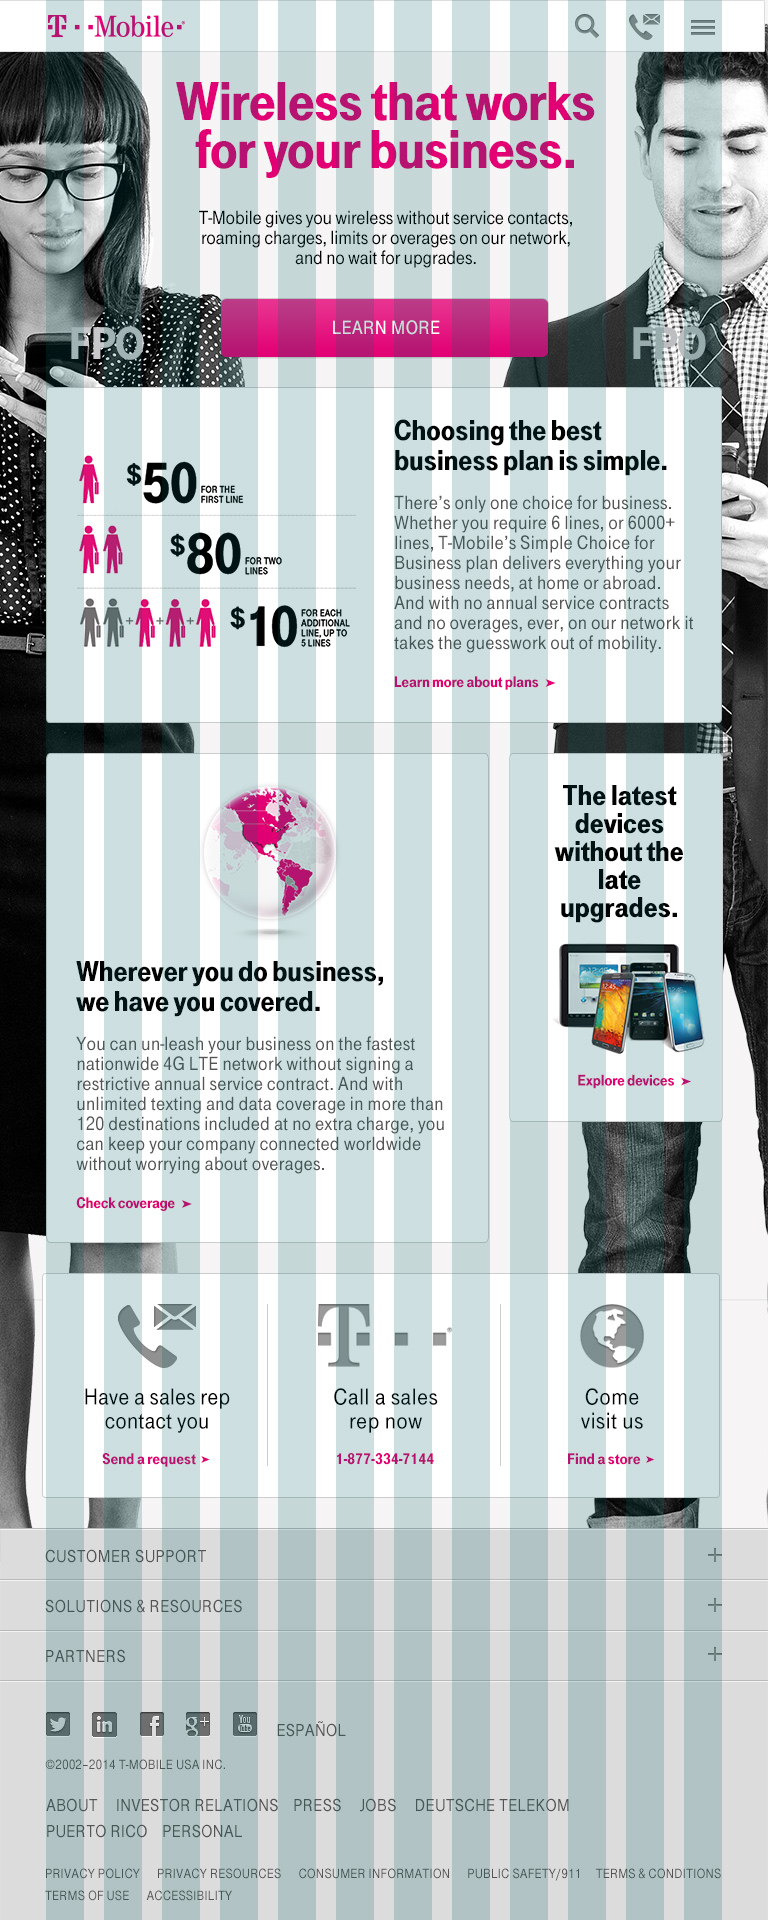 T··Mobile·®
Wireless that works
for your business.
T-Mobile gives you wireless without service contacts,
roaming charges, limits or overages on our network,
and no wait for upgrades.
FPO
LEARN MORE
FPO
$50 FOR THE
FIRST LINE
$80 FOR TWO
LINES
+ + + $10 FOR EACH
ADDITIONAL
LINE, UP TO
5 LINES
Choosing the best
business plan is simple.
There's only one choice for business.
Whether you require 6 lines, or 6000+
lines, T-Mobile's Simple Choice for
Business plan delivers everything your
business needs, at home or abroad.
And with no annual service contracts
and no overages, ever, on our network it
takes the guesswork out of mobility.
Learn more about plans ➤
Wherever you do business,
we have you covered.
You can un-leash your business on the fastest
nationwide 4G LTE network without signing a
restrictive annual service contract. And with
unlimited texting and data coverage in more than
120 destinations included at no extra charge, you
can keep your company connected worldwide
without worrying about overages.
Check coverage ➤
The latest
devices
without the
late
upgrades.
Explore devices ➤
Have a sales rep
contact you
Send a request ➤
T···®
Call a sales
rep now
1-877-334-7144
Come
visit us
Find a store ➤
CUSTOMER SUPPORT +
SOLUTIONS & RESOURCES +
PARTNERS +
in f g+ You Tube ESPAÑOL
©2002–2014 T-MOBILE USA INC.
ABOUT INVESTOR RELATIONS PRESS JOBS DEUTSCHE TELEKOM
PUERTO RICO PERSONAL
PRIVACY POLICY PRIVACY RESOURCES CONSUMER INFORMATION PUBLIC SAFETY/911 TERMS & CONDITIONS
TERMS OF USE ACCESSIBILITY